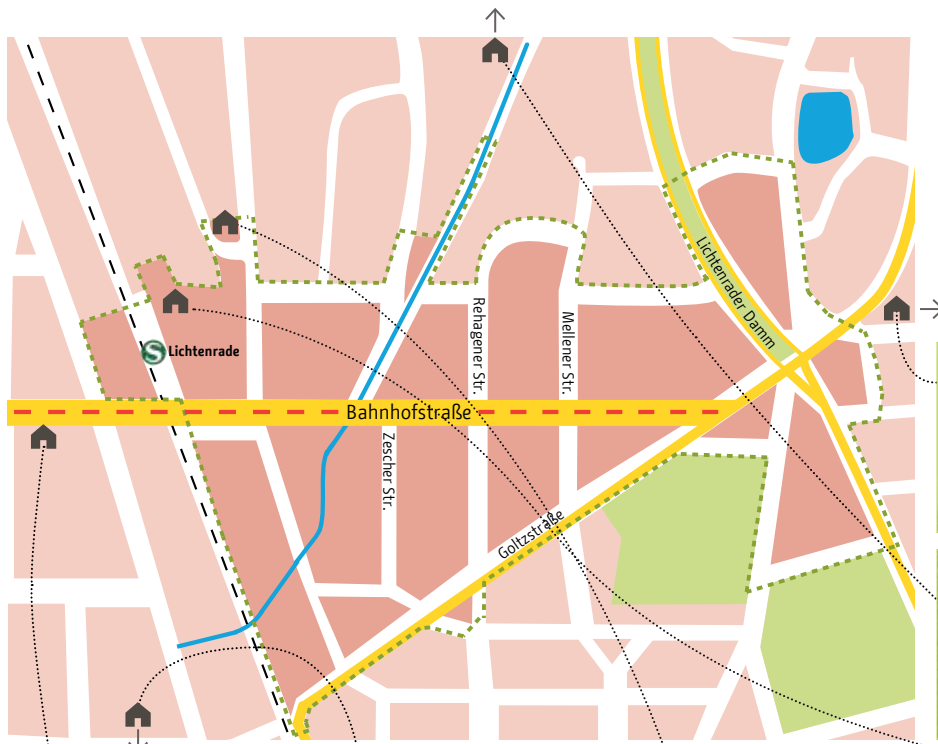 Lichtenrader Damm
S Lichtenrade
Rehagener Str.
Mellener Str.
Bahnhofstraße
Zescher Str.
Goltzstraße